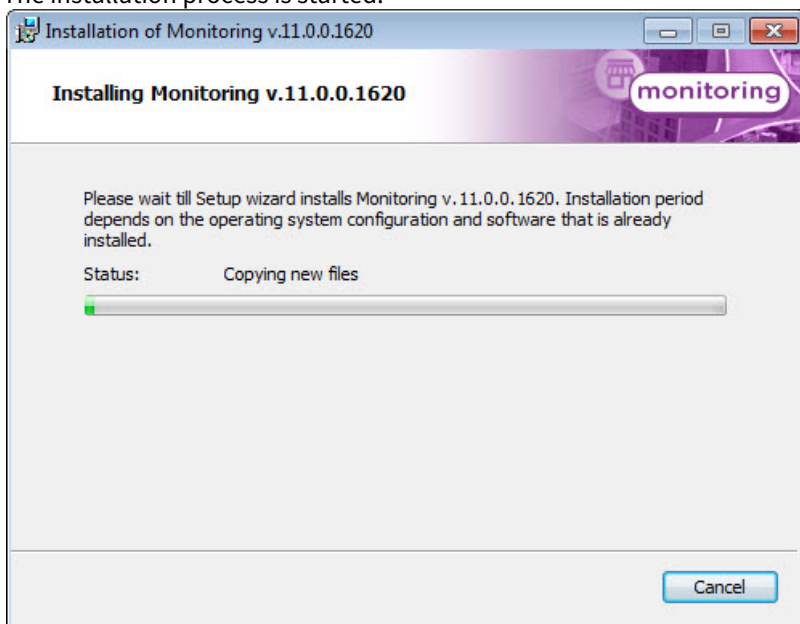 The installation process is started.
Installation of Monitoring v.11.0.0.1620
Installing Monitoring v.11.0.0.1620
monitoring
Please wait till Setup wizard installs Monitoring v.11.0.0.1620. Installation period
depends on the operating system configuration and software that is already
installed.
Status: Copying new files
Cancel